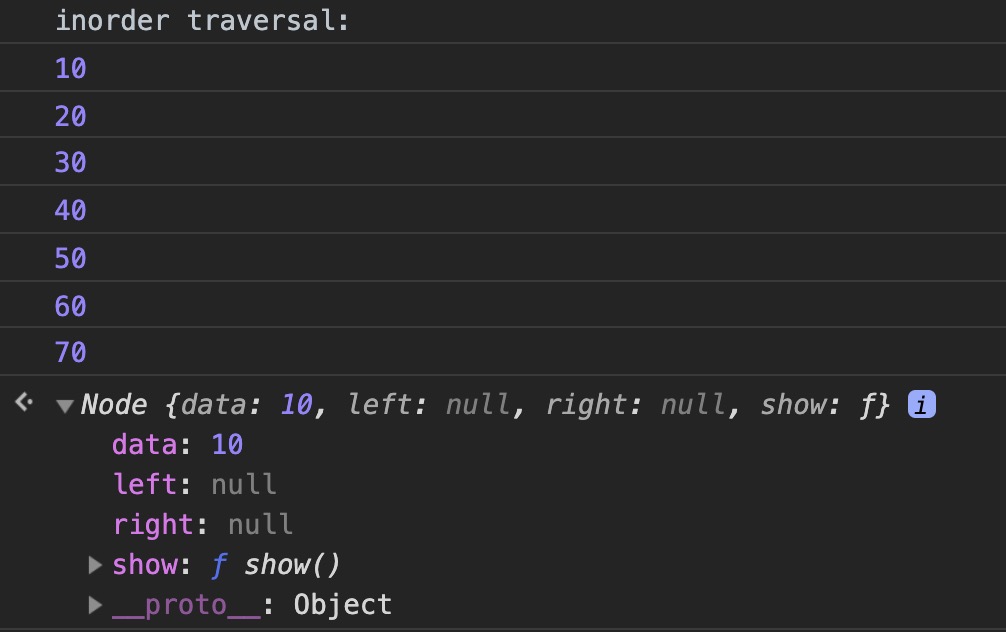 inorder traversal:
10
20
30
40
50
60
70
Node {data: 10, left: null, right: null, show: ƒ} i
data: 10
left: null
right: null
show: ƒ show()
__proto__: Object